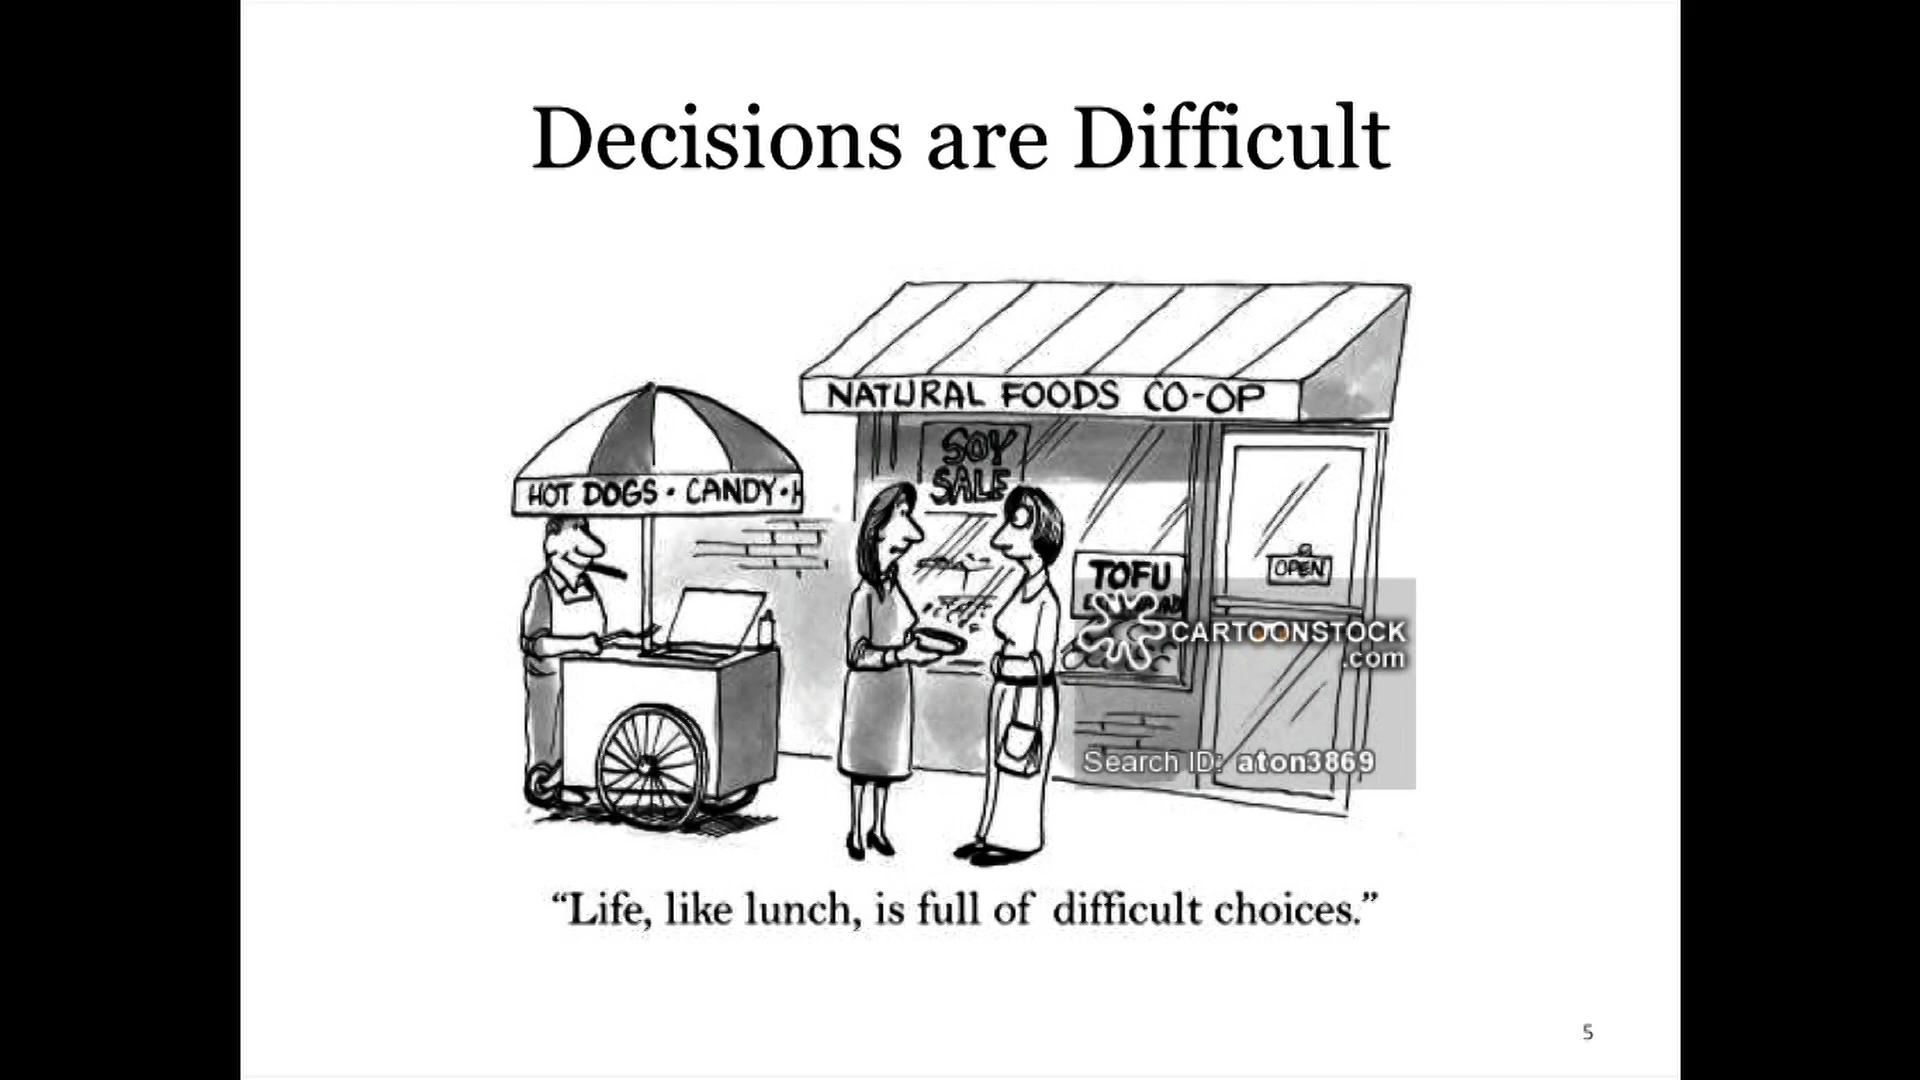 Decisions are Difficult
NATURAL FOODS CO-OP
SOY
SALE
HOT DOGS · CANDY · H
TOFU
OPEN
CARTOONSTOCK
.com
Search ID: aton3869
“Life, like lunch, is full of difficult choices.”
5